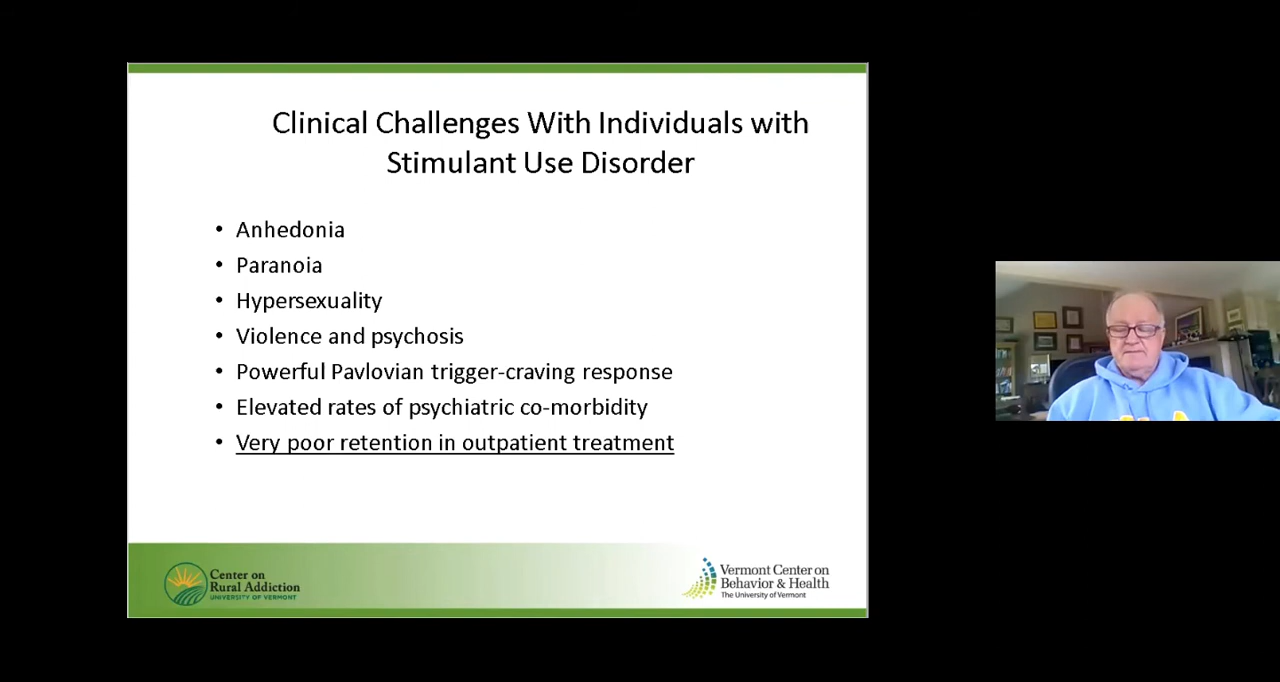 Clinical Challenges With Individuals with
Stimulant Use Disorder
• Anhedonia
• Paranoia
• Hypersexuality
• Violence and psychosis
• Powerful Pavlovian trigger-craving response
• Elevated rates of psychiatric co-morbidity
• Very poor retention in outpatient treatment
Center on
Rural Addiction
UNIVERSITY OF VERMONT
Vermont Center on
Behavior & Health
The University of Vermont